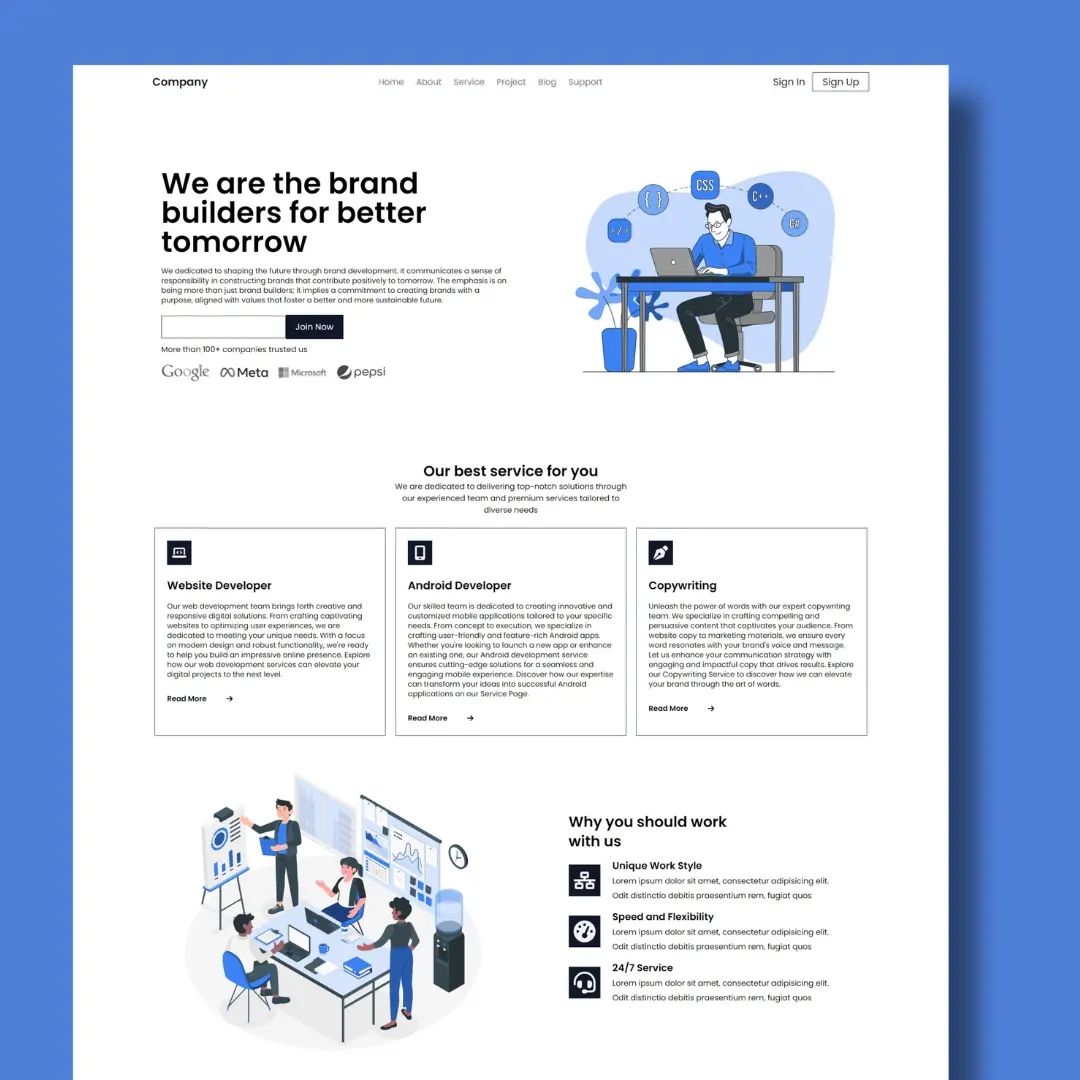 Company
Home About Service Project Blog Support
Sign In Sign Up
We are the brand
builders for better
tomorrow
We dedicated to shaping the future through brand development, it communicates a sense of
responsibility in constructing brands that contribute positively to tomorrow. The emphasis is on
being more than just brand builders; it implies a commitment to creating brands with a
purpose, aligned with values that foster a better and more sustainable future.
Join Now
More than 100+ companies trusted us
Google Meta Microsoft pepsi
</>
{ }
CSS
C++
C#
Our best service for you
We are dedicated to delivering top-notch solutions through
our experienced team and premium services tailored to
diverse needs
Website Developer
Our web development team brings forth creative and
responsive digital solutions. From crafting captivating
websites to optimizing user experiences, we are
dedicated to meeting your unique needs. With a focus
on modern design and robust functionality, we're ready
to help you build an impressive online presence. Explore
how our web development services can elevate your
digital projects to the next level.
Read More →
Android Developer
Our skilled team is dedicated to creating innovative and
customized mobile applications tailored to your specific
needs. From concept to execution, we specialize in
crafting user-friendly and feature-rich Android apps.
Whether you're looking to launch a new app or enhance
an existing one, our Android development service
ensures cutting-edge solutions for a seamless and
engaging mobile experience. Discover how our expertise
can transform your ideas into successful Android
applications on our Service Page.
Read More →
Copywriting
Unleash the power of words with our expert copywriting
team. We specialize in crafting compelling and
persuasive content that captivates your audience. From
website copy to marketing materials, we ensure every
word resonates with your brand's voice and message.
Let us enhance your communication strategy with
engaging and impactful copy that drives results. Explore
our Copywriting Service to discover how we can elevate
your brand through the art of words.
Read More →
Why you should work
with us
Unique Work Style
Lorem ipsum dolor sit amet, consectetur adipisicing elit.
Odit distinctio debitis praesentium rem, fugiat quos
Speed and Flexibility
Lorem ipsum dolor sit amet, consectetur adipisicing elit.
Odit distinctio debitis praesentium rem, fugiat quos
24/7 Service
Lorem ipsum dolor sit amet, consectetur adipisicing elit.
Odit distinctio debitis praesentium rem, fugiat quos